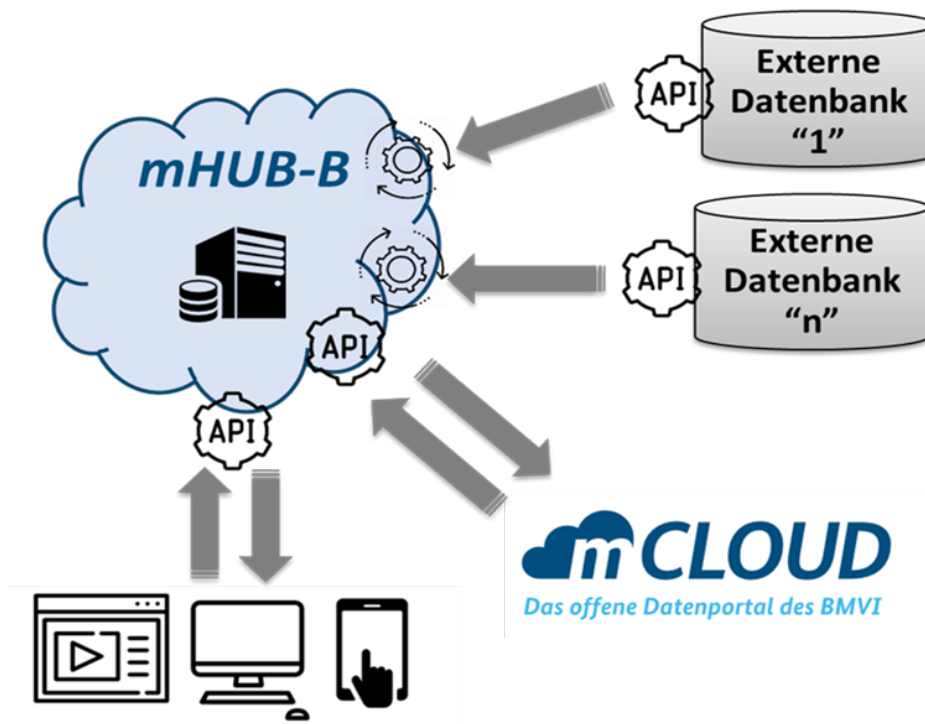 API
Externe
Datenbank
“1”
mHUB-B
API
Externe
Datenbank
“n”
API
API
mCLOUD
Das offene Datenportal des BMVI